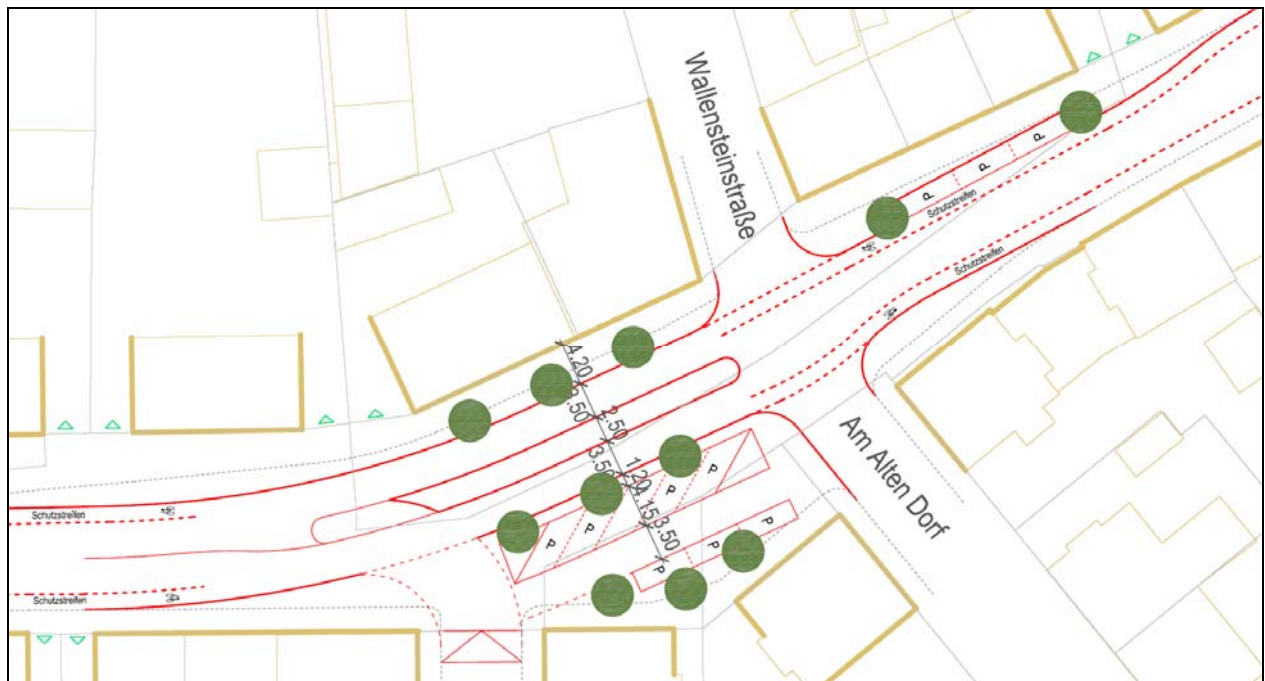 Wallensteinstraße
P
P
P
Schutzstreifen
Schutzstreifen
4,20
3,50
2,50
3,50
1,20
4,15
3,50
P
P
P
P
P
P
P
Am Alten Dorf
Schutzstreifen
Schutzstreifen